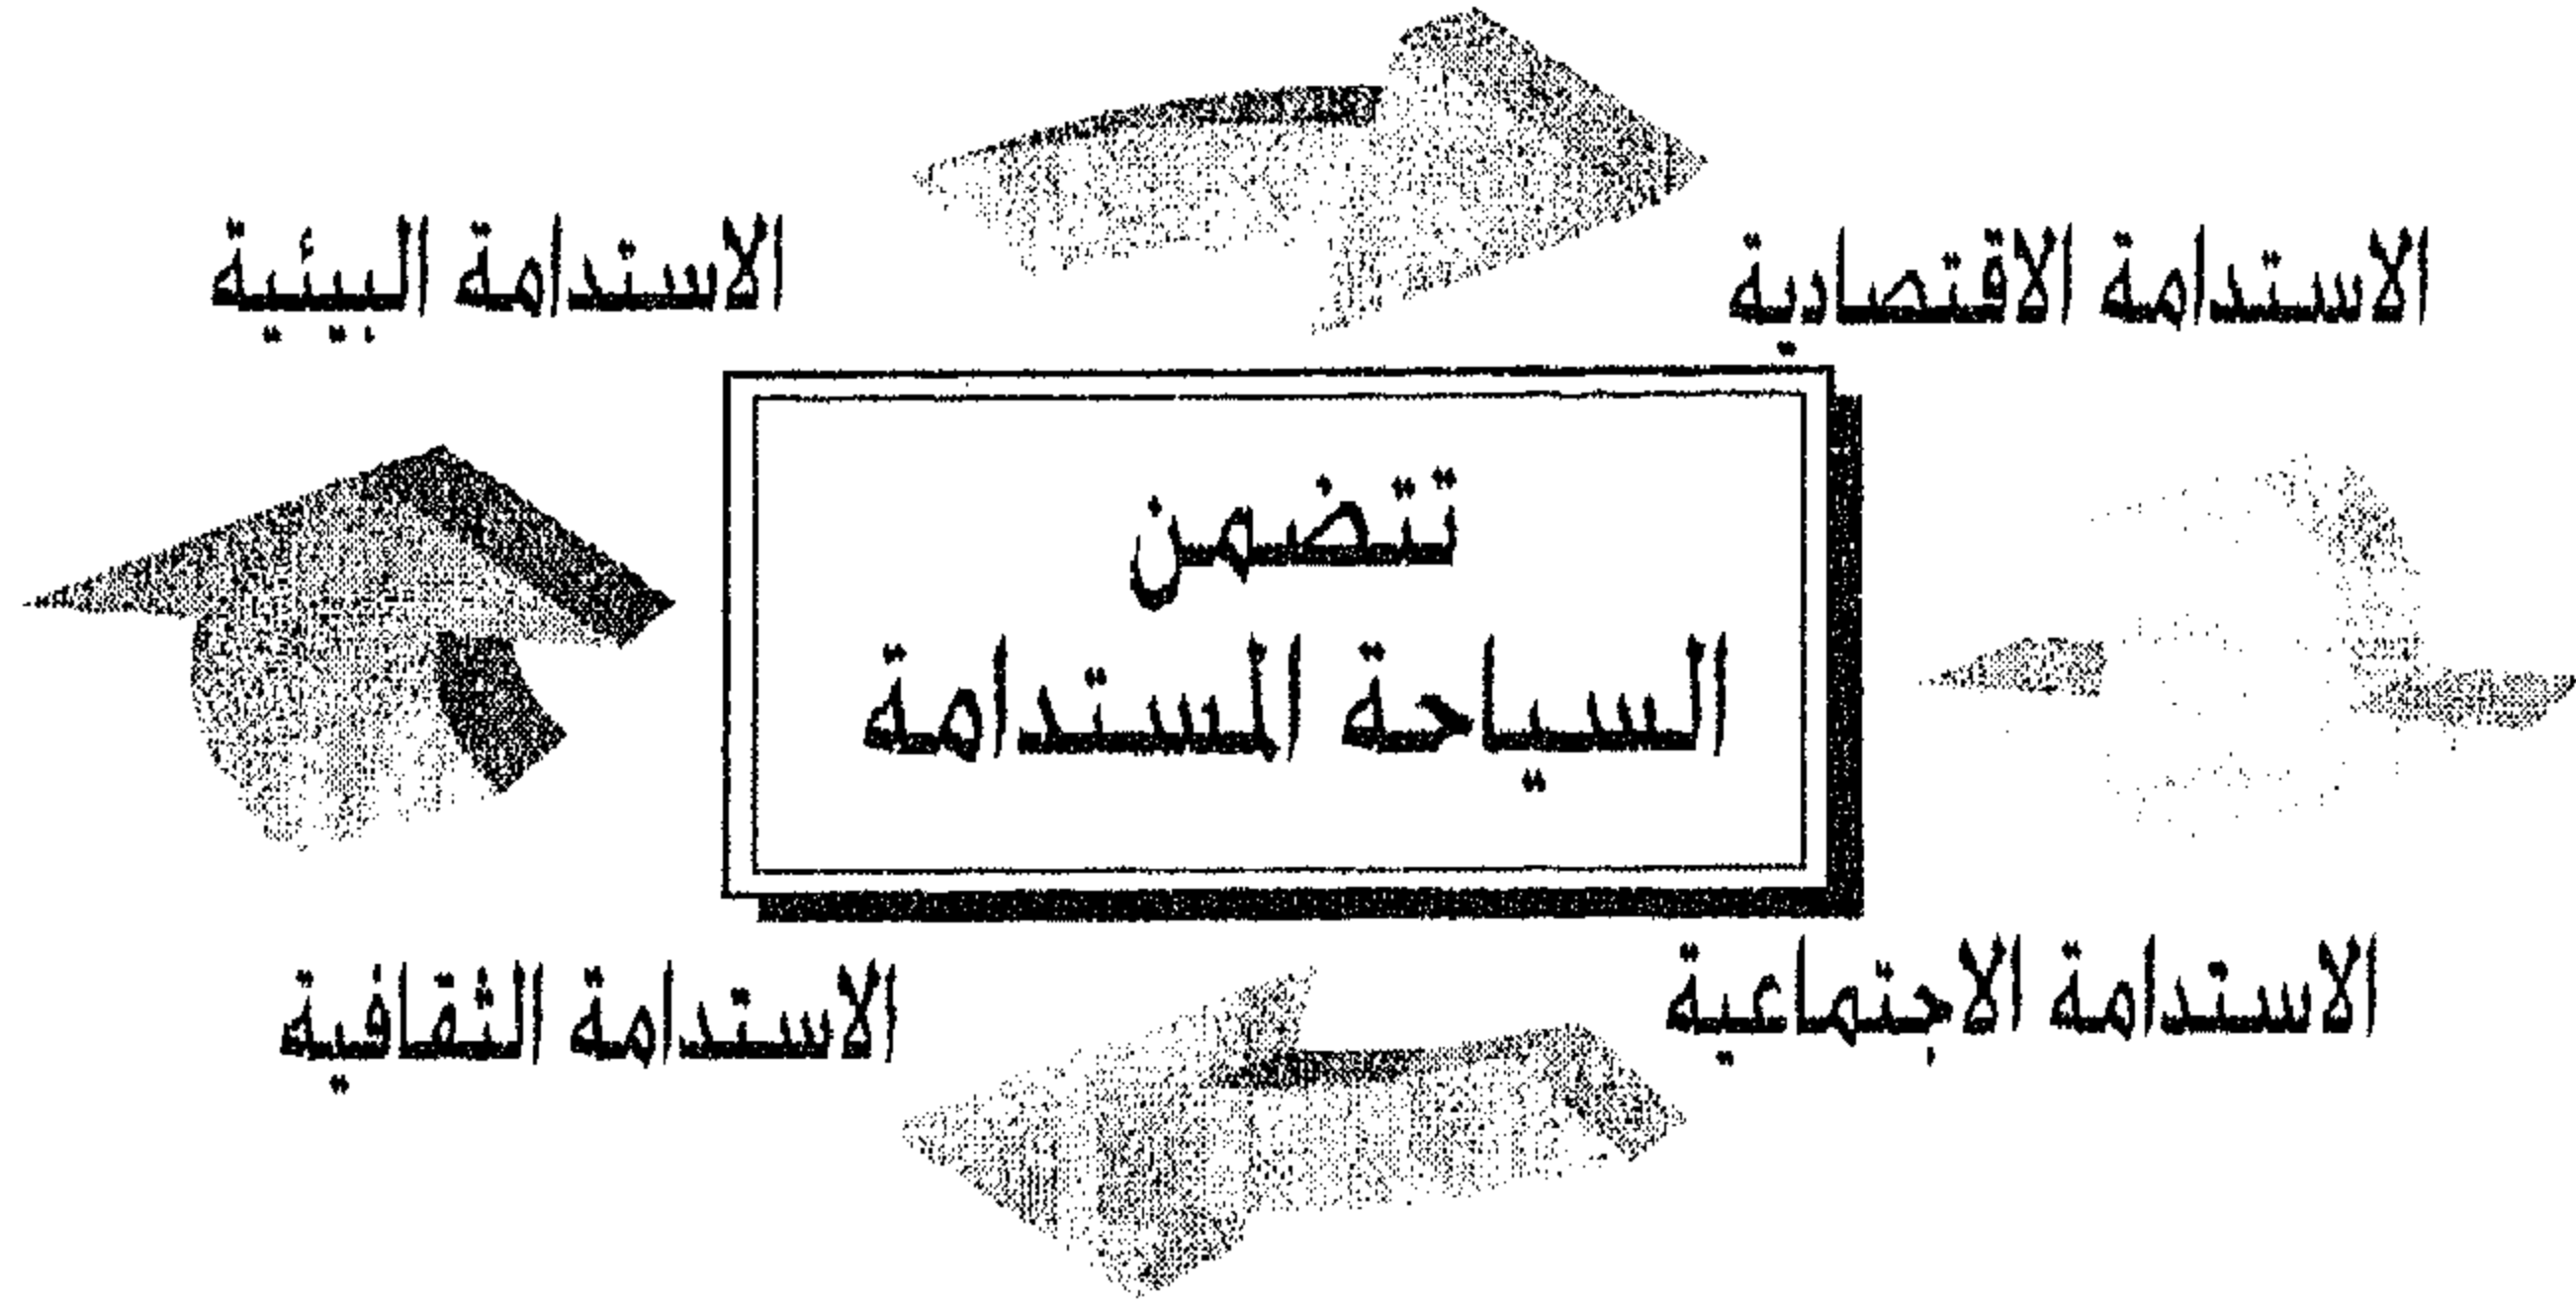 الاستدامة الاقتصادية
الاستدامة البيئية
تتضمن
السياحة المستدامة
الاستدامة الاجتماعية
الاستدامة الثقافية